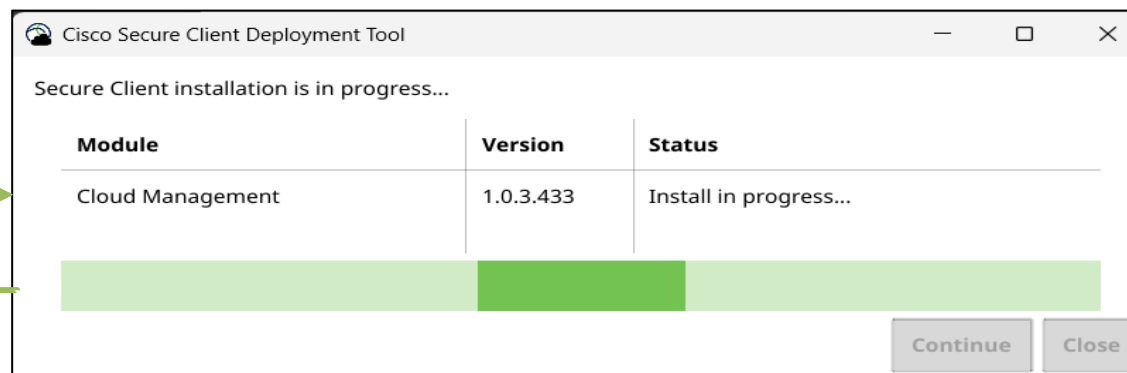 Cisco Secure Client Deployment Tool
Secure Client installation is in progress...
Module Version Status
Cloud Management 1.0.3.433 Install in progress...
Continue Close